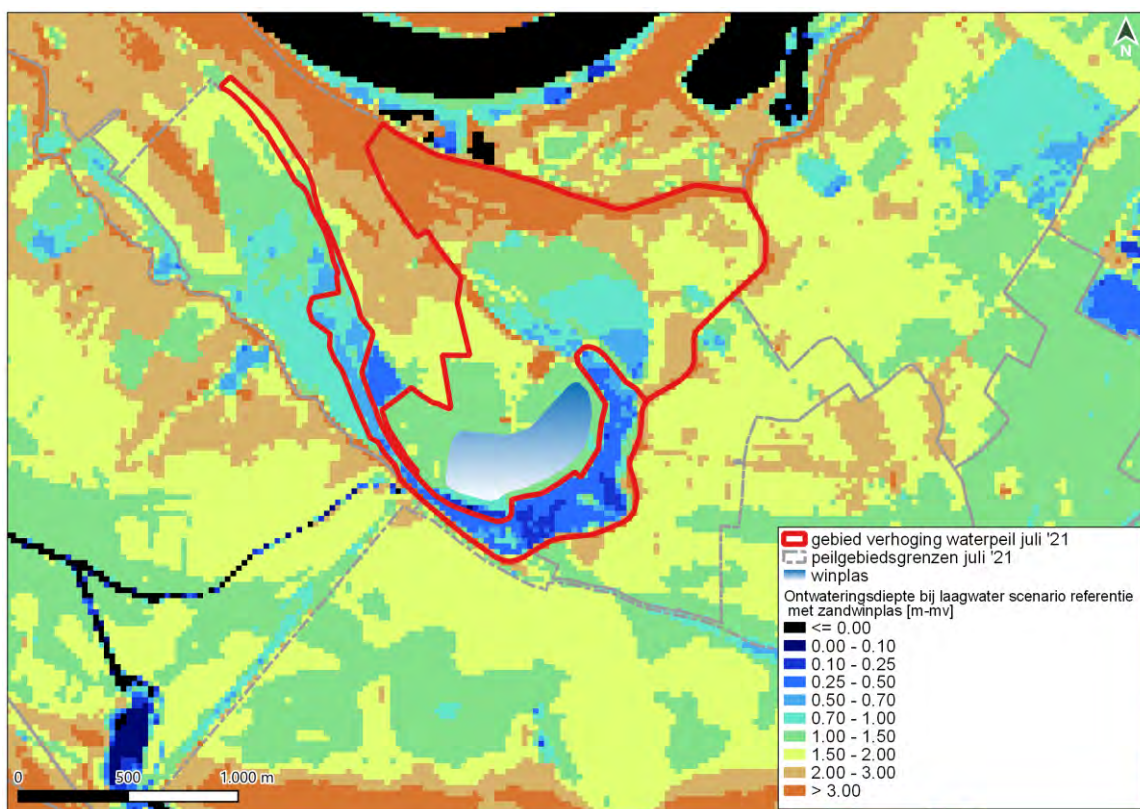 N
gebied verhoging waterpeil juli '21
peilgebiedsgrenzen juli '21
winplas
Ontwateringsdiepte bij laagwater scenario referentie
met zandwinplas [m-mv]
<= 0.00
0.00 - 0.10
0.10 - 0.25
0.25 - 0.50
0.50 - 0.70
0.70 - 1.00
1.00 - 1.50
1.50 - 2.00
2.00 - 3.00
> 3.00
0 500 1.000 m